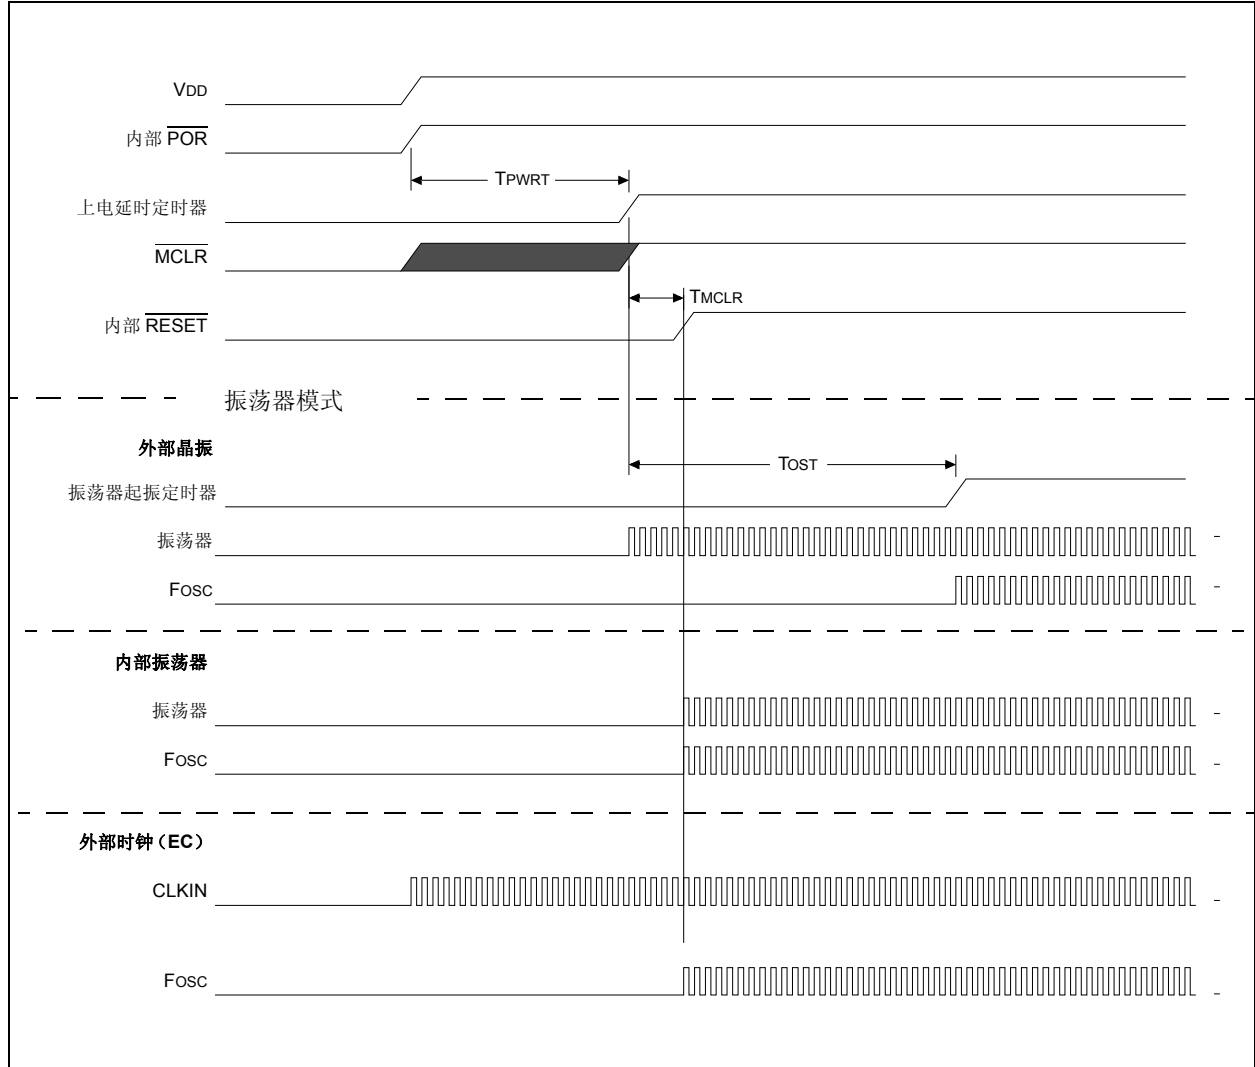 VDD
内部 POR
TPWRT
上电延时定时器
MCLR
TMCLR
内部 RESET
振荡器模式
外部晶振
TOST
振荡器起振定时器
振荡器
FOSC
内部振荡器
振荡器
FOSC
外部时钟（EC）
CLKIN
FOSC